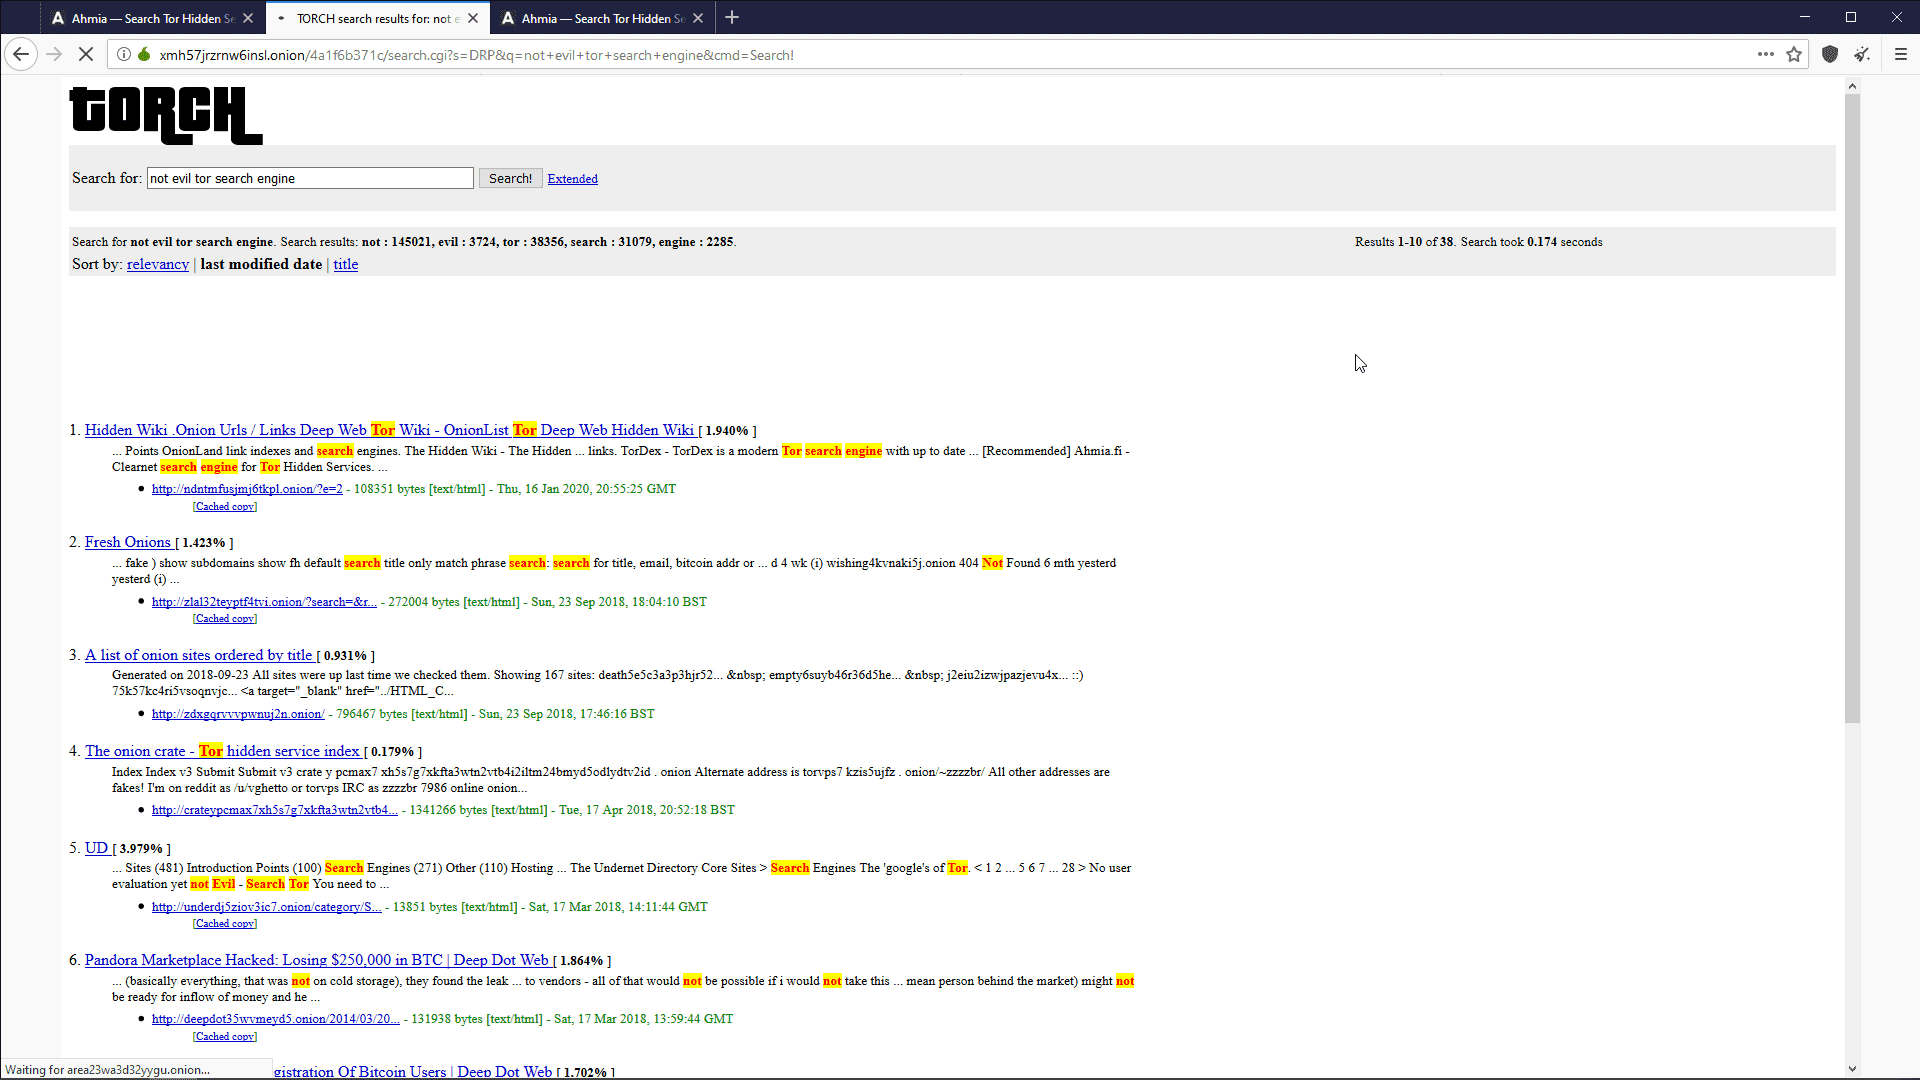 Ahmia — Search Tor Hidden Se
TORCH search results for: not e
Ahmia — Search Tor Hidden Se
xmh57jrzrnw6insl.onion/4a1f6b371c/search.cgi?s=DRP&q=not+evil+tor+search+engine&cmd=Search!
TORCH
Search for: not evil tor search engine Search! Extended
Search for not evil tor search engine. Search results: not : 145021, evil : 3724, tor : 38356, search : 31079, engine : 2285. Results 1-10 of 38. Search took 0.174 seconds
Sort by: relevancy | last modified date | title
1. Hidden Wiki .Onion Urls / Links Deep Web Tor Wiki - OnionList Tor Deep Web Hidden Wiki [ 1.940% ]
... Points OnionLand link indexes and search engines. The Hidden Wiki - The Hidden ... links. TorDex - TorDex is a modern Tor search engine with up to date ... [Recommended] Ahmia.fi -
Clearnet search engine for Tor Hidden Services. ...
• http://ndntmfusjmj6tkpl.onion/?e=2 - 108351 bytes [text/html] - Thu, 16 Jan 2020, 20:55:25 GMT
[Cached copy]
2. Fresh Onions [ 1.423% ]
... fake ) show subdomains show fh default search title only match phrase search: search for title, email, bitcoin addr or ... d 4 wk (i) wishing4kvnaki5j.onion 404 Not Found 6 mth yesterd
yesterd (i) ...
• http://zlal32teyptf4tvi.onion/?search=&r... - 272004 bytes [text/html] - Sun, 23 Sep 2018, 18:04:10 BST
[Cached copy]
3. A list of onion sites ordered by title [ 0.931% ]
Generated on 2018-09-23 All sites were up last time we checked them. Showing 167 sites: death5e5c3a3p3hjr52... &nbsp; empty6suyb46r36d5he... &nbsp; j2eiu2izwjpazjevu4x... ::)
75k57kc4ri5vsoqnvjc... <a target="_blank" href="../HTML_C...
• http://zdxgqrvvvpwnuj2n.onion/ - 796467 bytes [text/html] - Sun, 23 Sep 2018, 17:46:16 BST
4. The onion crate - Tor hidden service index [ 0.179% ]
Index Index v3 Submit Submit v3 crate y pcmax7 xh5s7g7xkfta3wtn2vtb4i2iltm24bmyd5odlydtv2id . onion Alternate address is torvps7 kzis5ujfz . onion/~zzzzbr/ All other addresses are
fakes! I'm on reddit as /u/vghetto or torvps IRC as zzzzbr 7986 online onion...
• http://crateypcmax7xh5s7g7xkfta3wtn2vtb4... - 1341266 bytes [text/html] - Tue, 17 Apr 2018, 20:52:18 BST
5. UD [ 3.979% ]
... Sites (481) Introduction Points (100) Search Engines (271) Other (110) Hosting ... The Undernet Directory Core Sites > Search Engines The 'google's of Tor. < 1 2 ... 5 6 7 ... 28 > No user
evaluation yet not Evil - Search Tor You need to ...
• http://underdj5ziov3ic7.onion/category/S... - 13851 bytes [text/html] - Sat, 17 Mar 2018, 14:11:44 GMT
[Cached copy]
6. Pandora Marketplace Hacked: Losing $250,000 in BTC | Deep Dot Web [ 1.864% ]
... (basically everything, that was not on cold storage), they found the leak ... to vendors - all of that would not be possible if i would not take this ... mean person behind the market) might not
be ready for inflow of money and he ...
• http://deepdot35wvmeyd5.onion/2014/03/20... - 131938 bytes [text/html] - Sat, 17 Mar 2018, 13:59:44 GMT
[Cached copy]
Waiting for area23wa3d32yygu.onion...
gistration Of Bitcoin Users | Deep Dot Web [ 1.702% ]